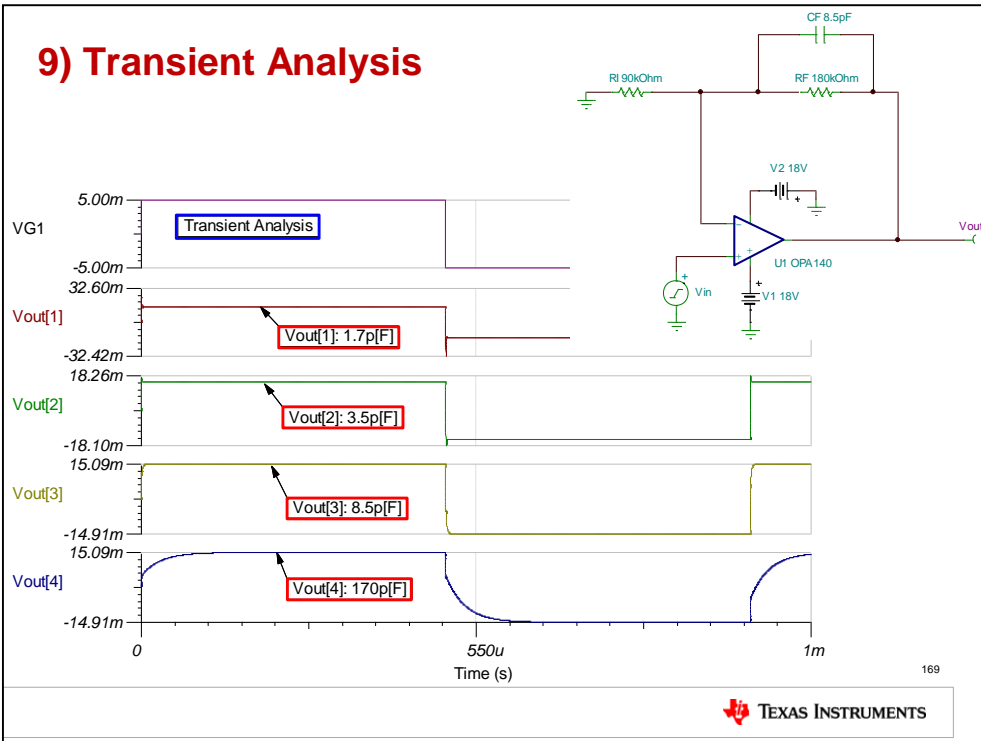 9) Transient Analysis
CF 8.5pF
RI 90kOhm
RF 180kOhm
V2 18V
+
Vout
U1 OPA140
Vin
+
V1 18V
+
VG1
5.00m
-5.00m
Transient Analysis
Vout[1]
32.60m
-32.42m
Vout[1]: 1.7p[F]
Vout[2]
18.26m
-18.10m
Vout[2]: 3.5p[F]
Vout[3]
15.09m
-14.91m
Vout[3]: 8.5p[F]
Vout[4]
15.09m
-14.91m
Vout[4]: 170p[F]
0
550u
1m
Time (s)
169
TEXAS INSTRUMENTS